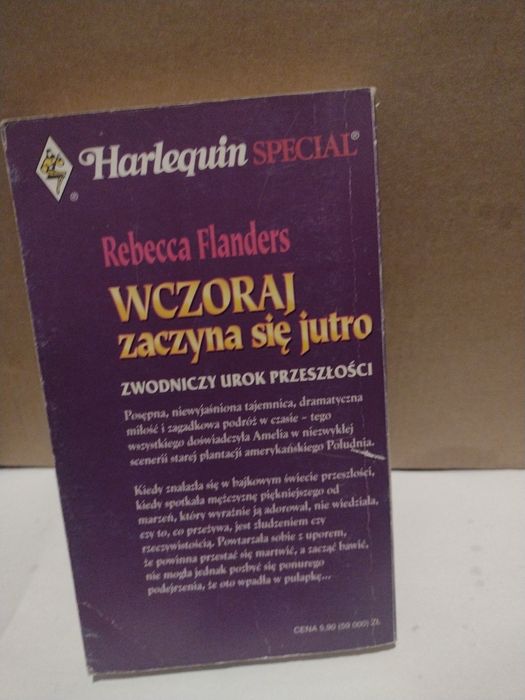 Harlequin SPECIAL®
®
Rebecca Flanders
WCZORAJ
zaczyna się jutro
ZWODNICZY UROK PRZESZŁOŚCI
Posępna, niewyjaśniona tajemnica, dramatyczna
miłość i zagadkowa podróż w czasie – tego
wszystkiego doświadczyła Amelia w niezwykłej
scenerii starej plantacji amerykańskiego Południa.
Kiedy znalazła się w bajkowym świecie przeszłości,
kiedy spotkała mężczyznę piękniejszego od
marzeń, który wyraźnie ją adorował, nie wiedziała,
czy to, co przeżywa, jest złudzeniem czy
rzeczywistością. Powtarzała sobie z uporem,
że powinna przestać się martwić, a zacząć bawić,
nie mogła jednak pozbyć się ponurego
podejrzenia, że oto wpadła w pułapkę...
CENA 5,90 (59 000) ZŁ